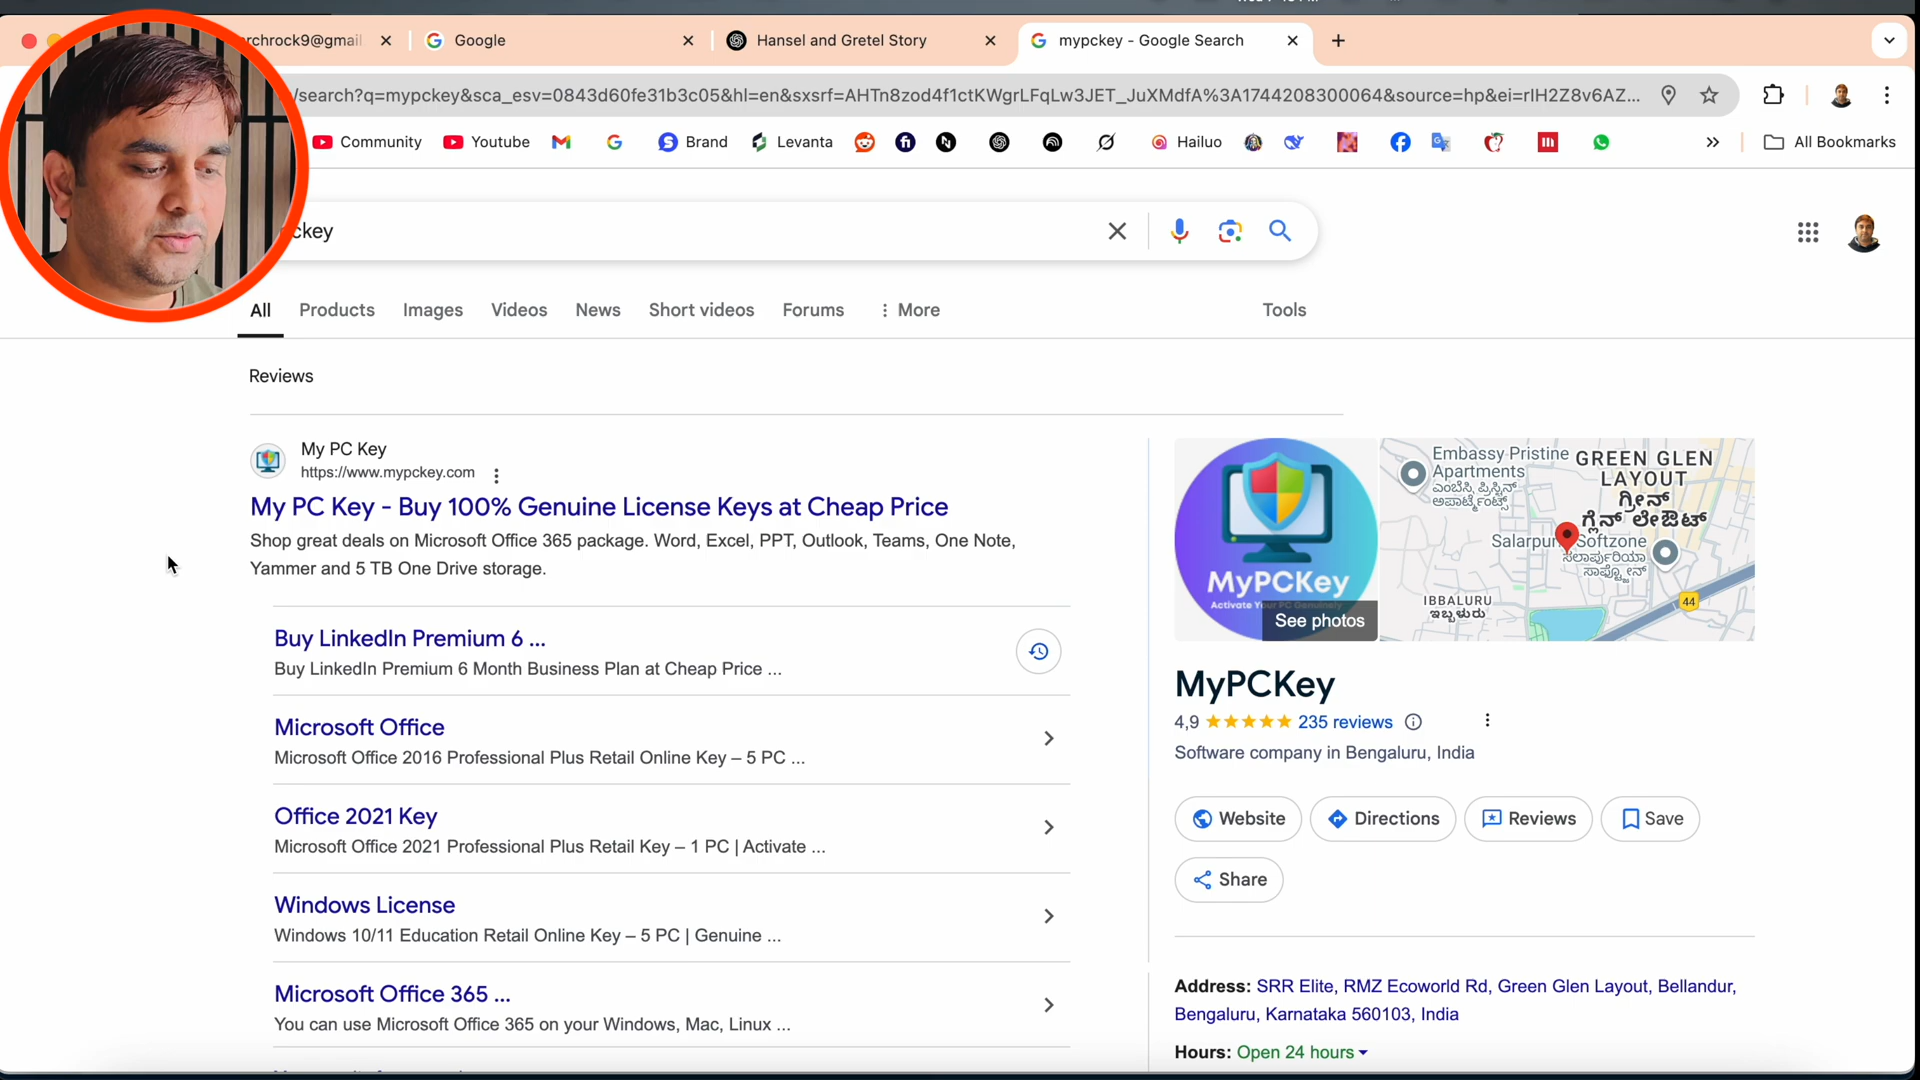 rchrock9@gmail
Google
Hansel and Gretel Story
mypckey - Google Search
/search?q=mypckey&sca_esv=0843d60fe31b3c05&hl=en&sxsrf=AHTn8zod4f1ctKWgrLFqLw3JET_JuXMdfA%3A1744208300064&source=hp&ei=rIH2Z8v6AZ...
Community
Youtube
Brand
Levanta
Hailuo
All Bookmarks
ckey
All
Products
Images
Videos
News
Short videos
Forums
More
Tools
Reviews
My PC Key
https://www.mypckey.com
My PC Key - Buy 100% Genuine License Keys at Cheap Price
Shop great deals on Microsoft Office 365 package. Word, Excel, PPT, Outlook, Teams, One Note,
Yammer and 5 TB One Drive storage.
Buy LinkedIn Premium 6 ...
Buy LinkedIn Premium 6 Month Business Plan at Cheap Price ...
Microsoft Office
Microsoft Office 2016 Professional Plus Retail Online Key – 5 PC ...
Office 2021 Key
Microsoft Office 2021 Professional Plus Retail Key – 1 PC | Activate ...
Windows License
Windows 10/11 Education Retail Online Key – 5 PC | Genuine ...
Microsoft Office 365 ...
You can use Microsoft Office 365 on your Windows, Mac, Linux ...
MyPCKey
Activate Your PC Genuinely
See photos
Embassy Pristine
Apartments
ಎಂಬೆಸಿ ಪ್ರಿಸ್ಟಿನ್
ಅಪಾರ್ಟ್ಮೆಂಟ್ಸ್
GREEN GLEN
LAYOUT
ಗ್ರೀನ್
ಗ್ಲೆನ್ ಲೇಔಟ್
Salarpur Softzone
IBBALURU
ಇಬ್ಬಳುರು
44
MyPCKey
4,9
235 reviews
Software company in Bengaluru, India
Website
Directions
Reviews
Save
Share
Address: SRR Elite, RMZ Ecoworld Rd, Green Glen Layout, Bellandur,
Bengaluru, Karnataka 560103, India
Hours: Open 24 hours